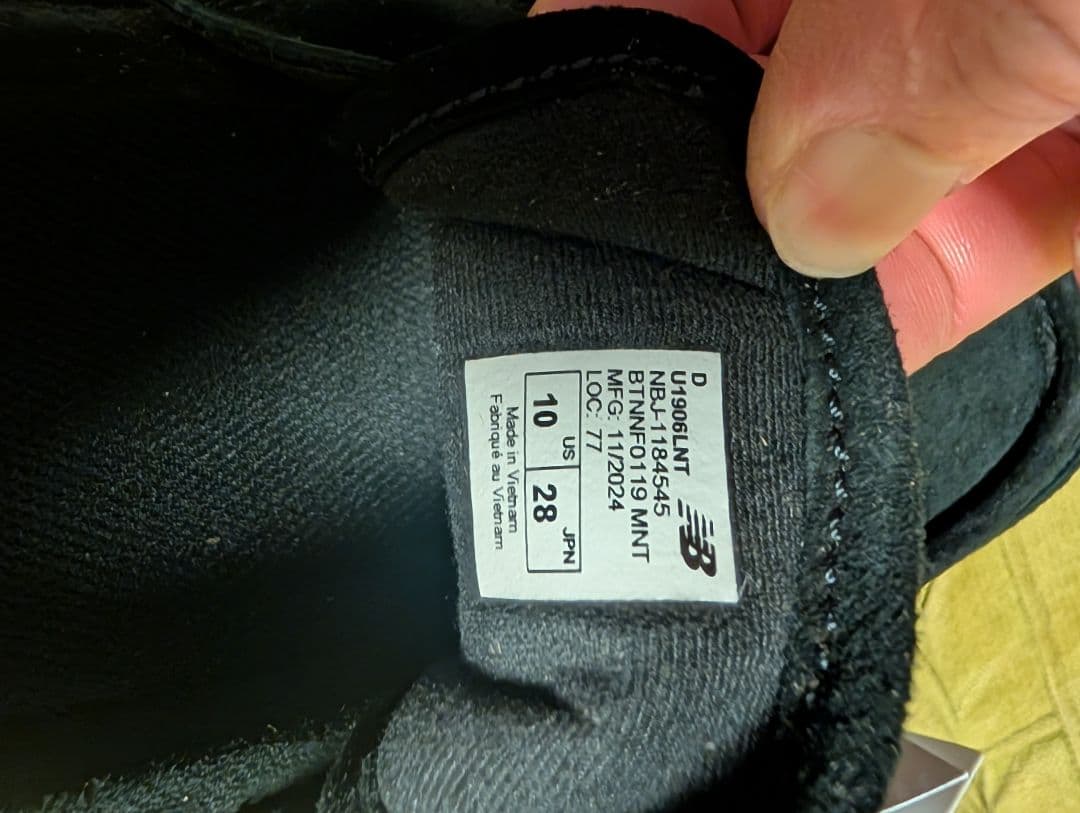 D
U1906LNT
NBJ-1184545
BTNNF0119 MNT
MFG: 11/2024
LOC: 77
US JPN
10 28
Made in Vietnam
Fabriqué au Vietnam